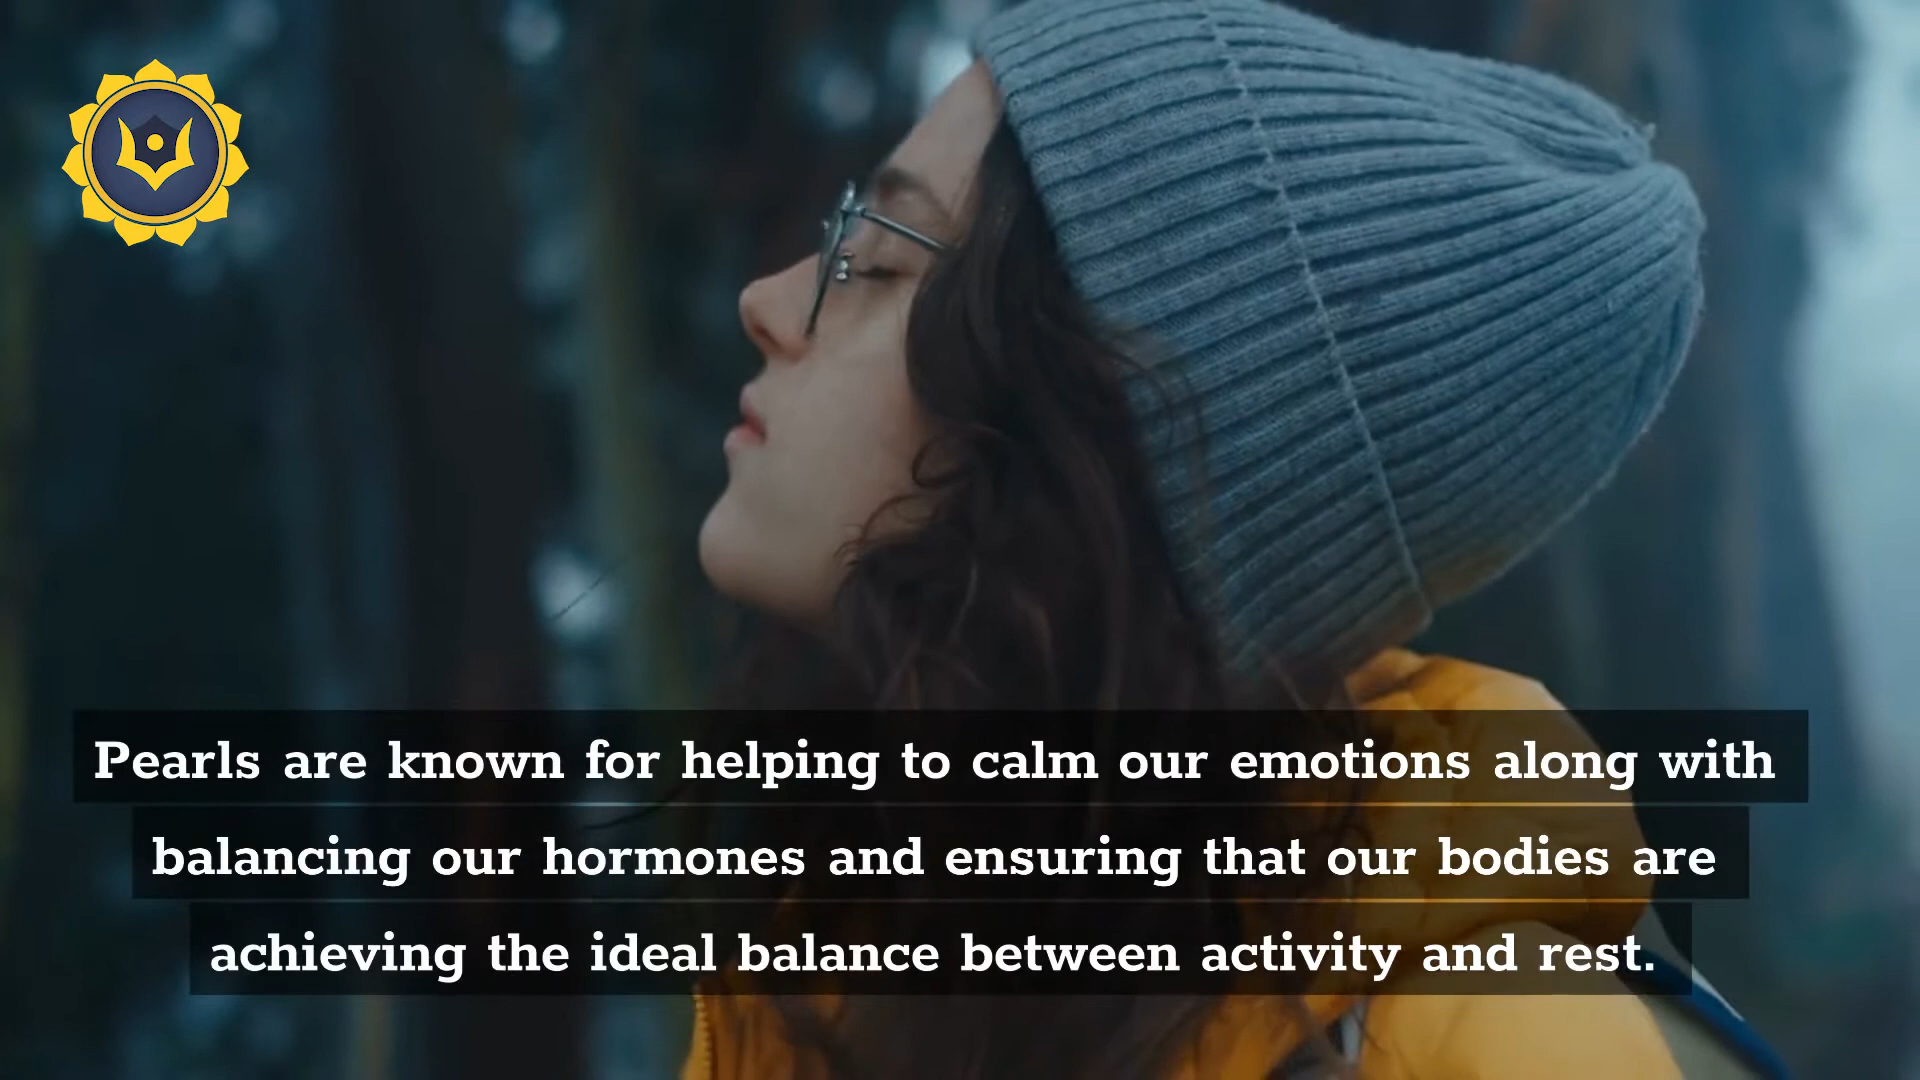 Pearls are known for helping to calm our emotions along with
balancing our hormones and ensuring that our bodies are
achieving the ideal balance between activity and rest.